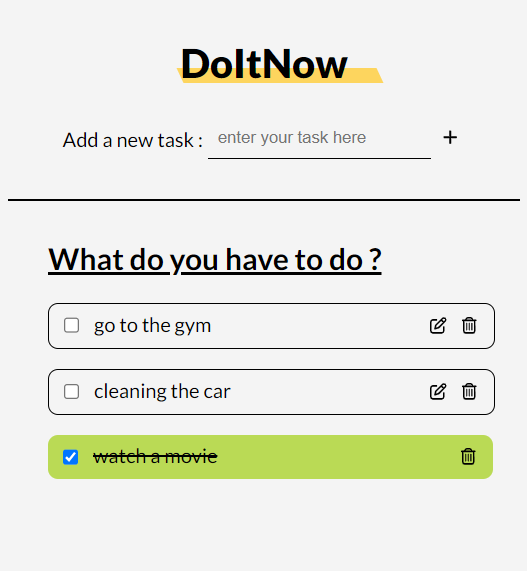 DoItNow
Add a new task : enter your task here +
What do you have to do ?
go to the gym
cleaning the car
watch a movie